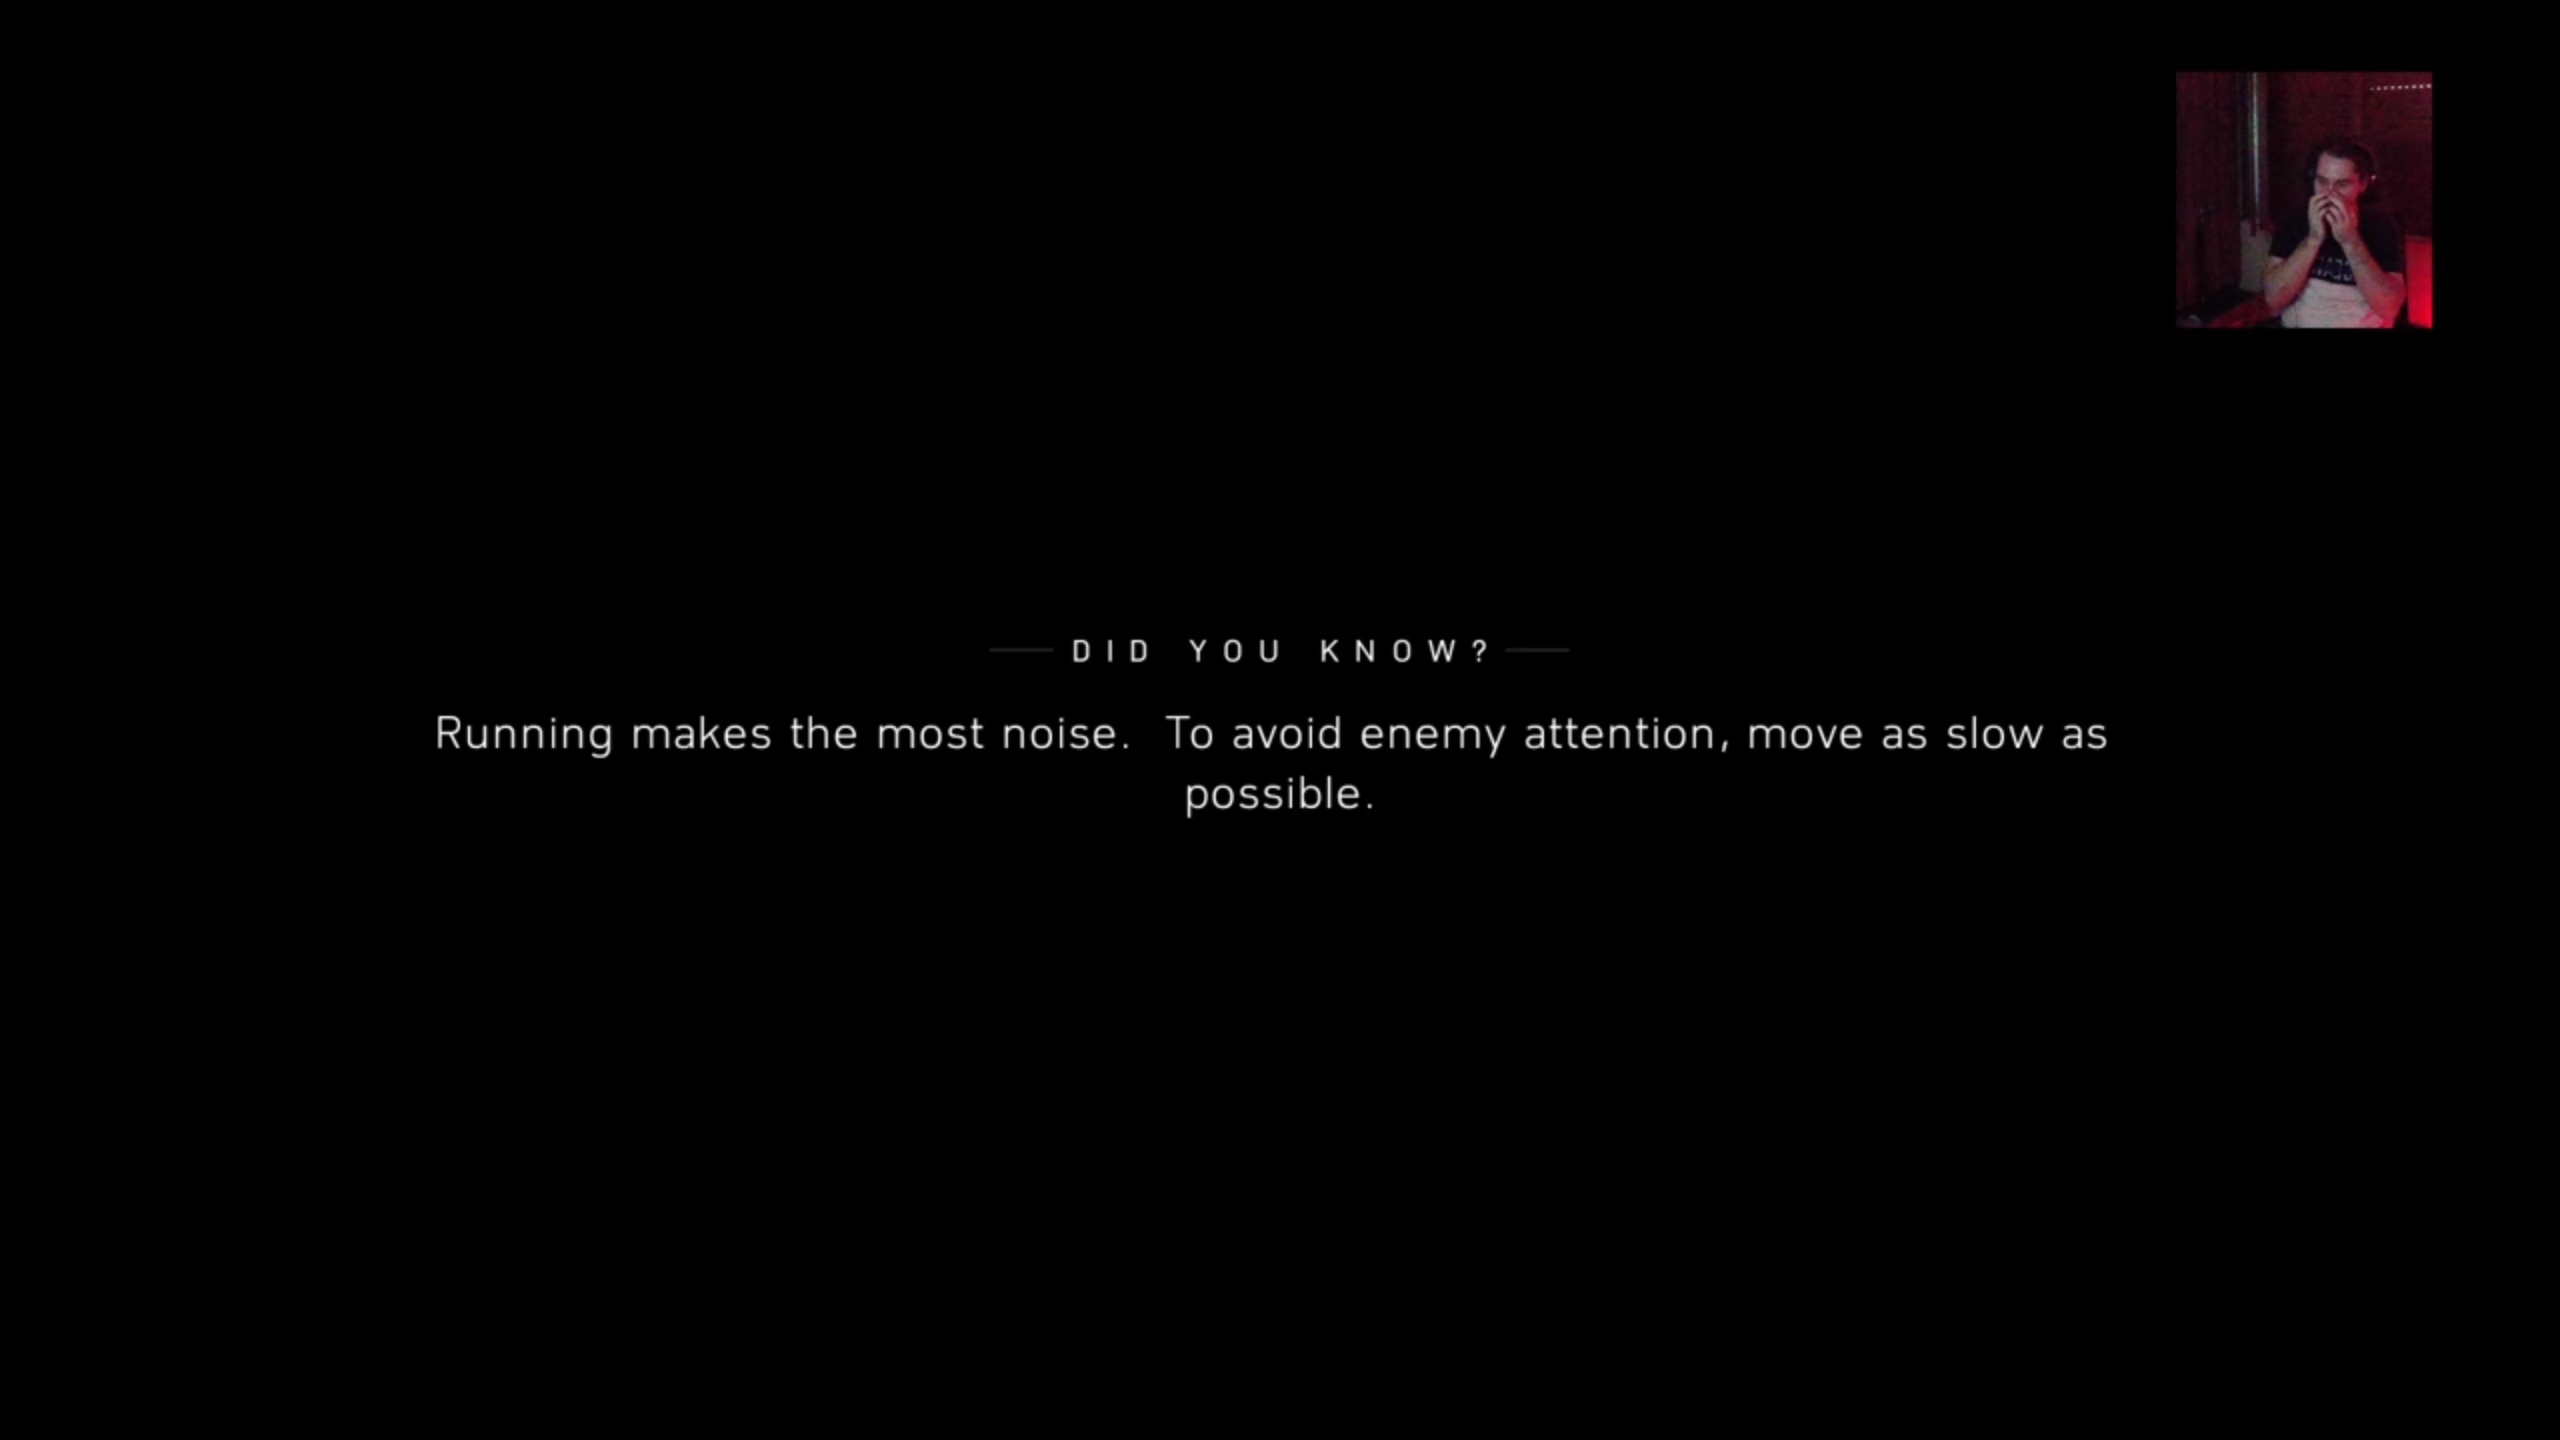 DID YOU KNOW?
Running makes the most noise.  To avoid enemy attention, move as slow as
possible.